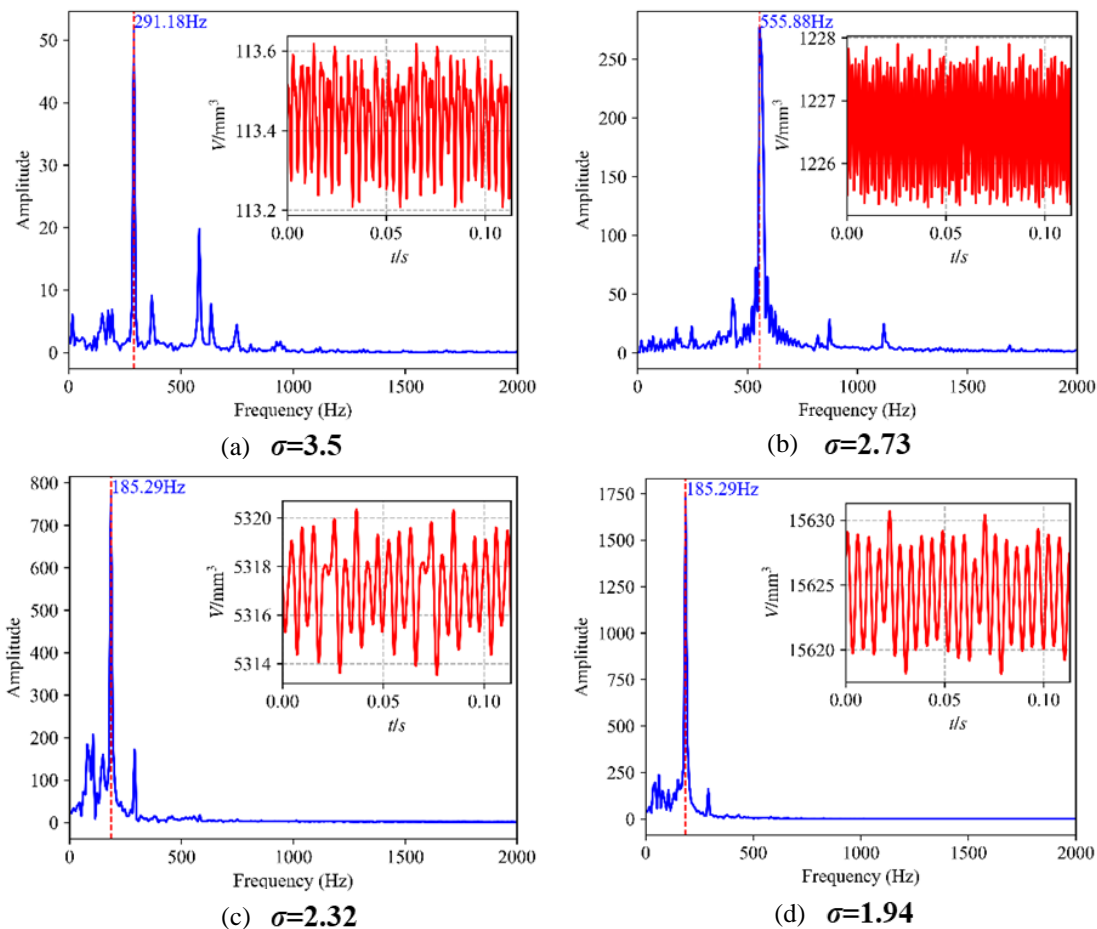 291.18Hz
50
40
30
20
10
0
Amplitude
113.6
113.4
113.2
V/mm³
0.00 0.05 0.10
t/s
0 500 1000 1500 2000
Frequency (Hz)
(a) σ=3.5
555.88Hz
250
200
150
100
50
0
Amplitude
1228
1227
1226
V/mm³
0.00 0.05 0.10
t/s
0 500 1000 1500 2000
Frequency (Hz)
(b) σ=2.73
185.29Hz
800
700
600
500
400
300
200
100
0
Amplitude
5320
5318
5316
5314
V/mm³
0.00 0.05 0.10
t/s
0 500 1000 1500 2000
Frequency (Hz)
(c) σ=2.32
185.29Hz
1750
1500
1250
1000
750
500
250
0
Amplitude
15630
15625
15620
V/mm³
0.00 0.05 0.10
t/s
0 500 1000 1500 2000
Frequency (Hz)
(d) σ=1.94